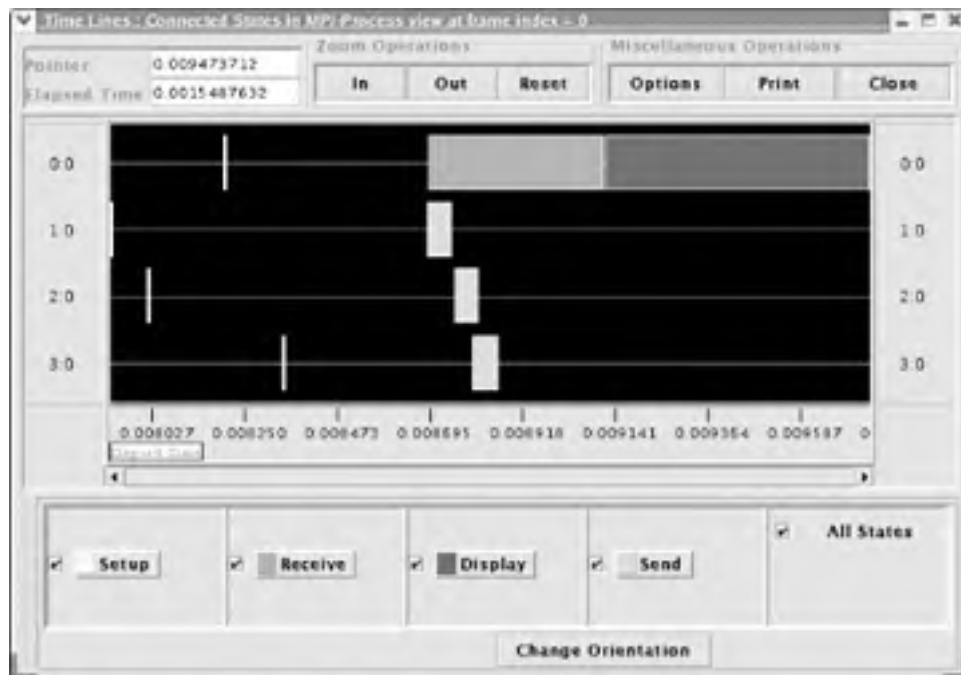 Time Lines : Connected States in MPI-Process view at frame index = 0
Zoom Operations
Miscellaneous Operations
Pointer 0.009473712
Elapsed Time 0.0015487632
In Out Reset
Options Print Close
0:0 0:0
1:0 1:0
2:0 2:0
3:0 3:0
0.008027 0.008250 0.008473 0.008695 0.008918 0.009141 0.009364 0.009587 0
Setup Receive Display Send All States
Change Orientation